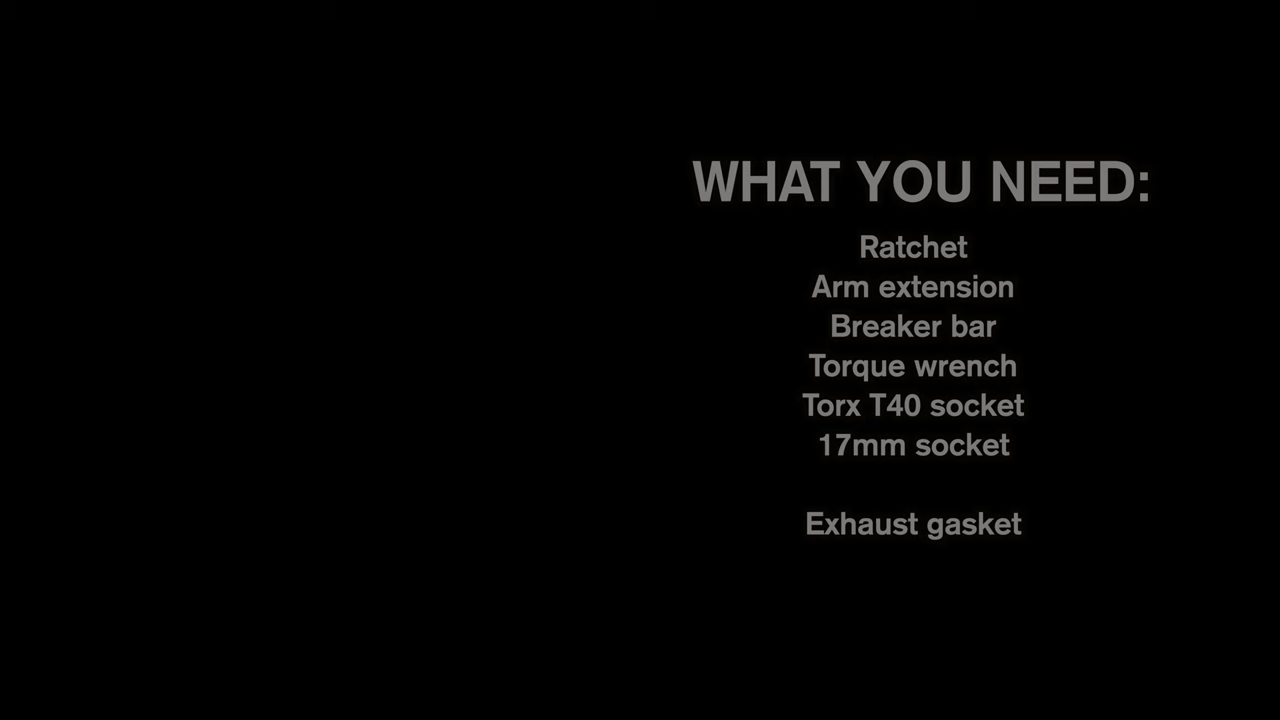 WHAT YOU NEED:
Ratchet
Arm extension
Breaker bar
Torque wrench
Torx T40 socket
17mm socket
Exhaust gasket